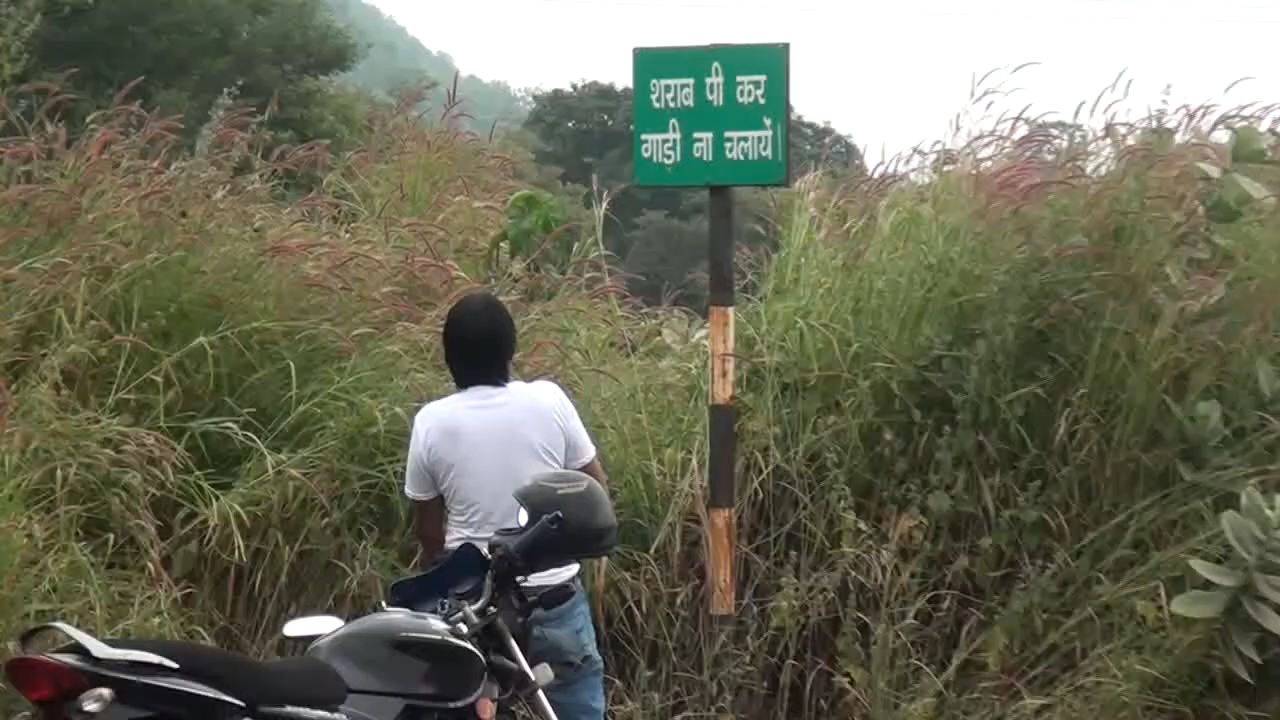 शराब पी कर
गाडी ना चलायें।